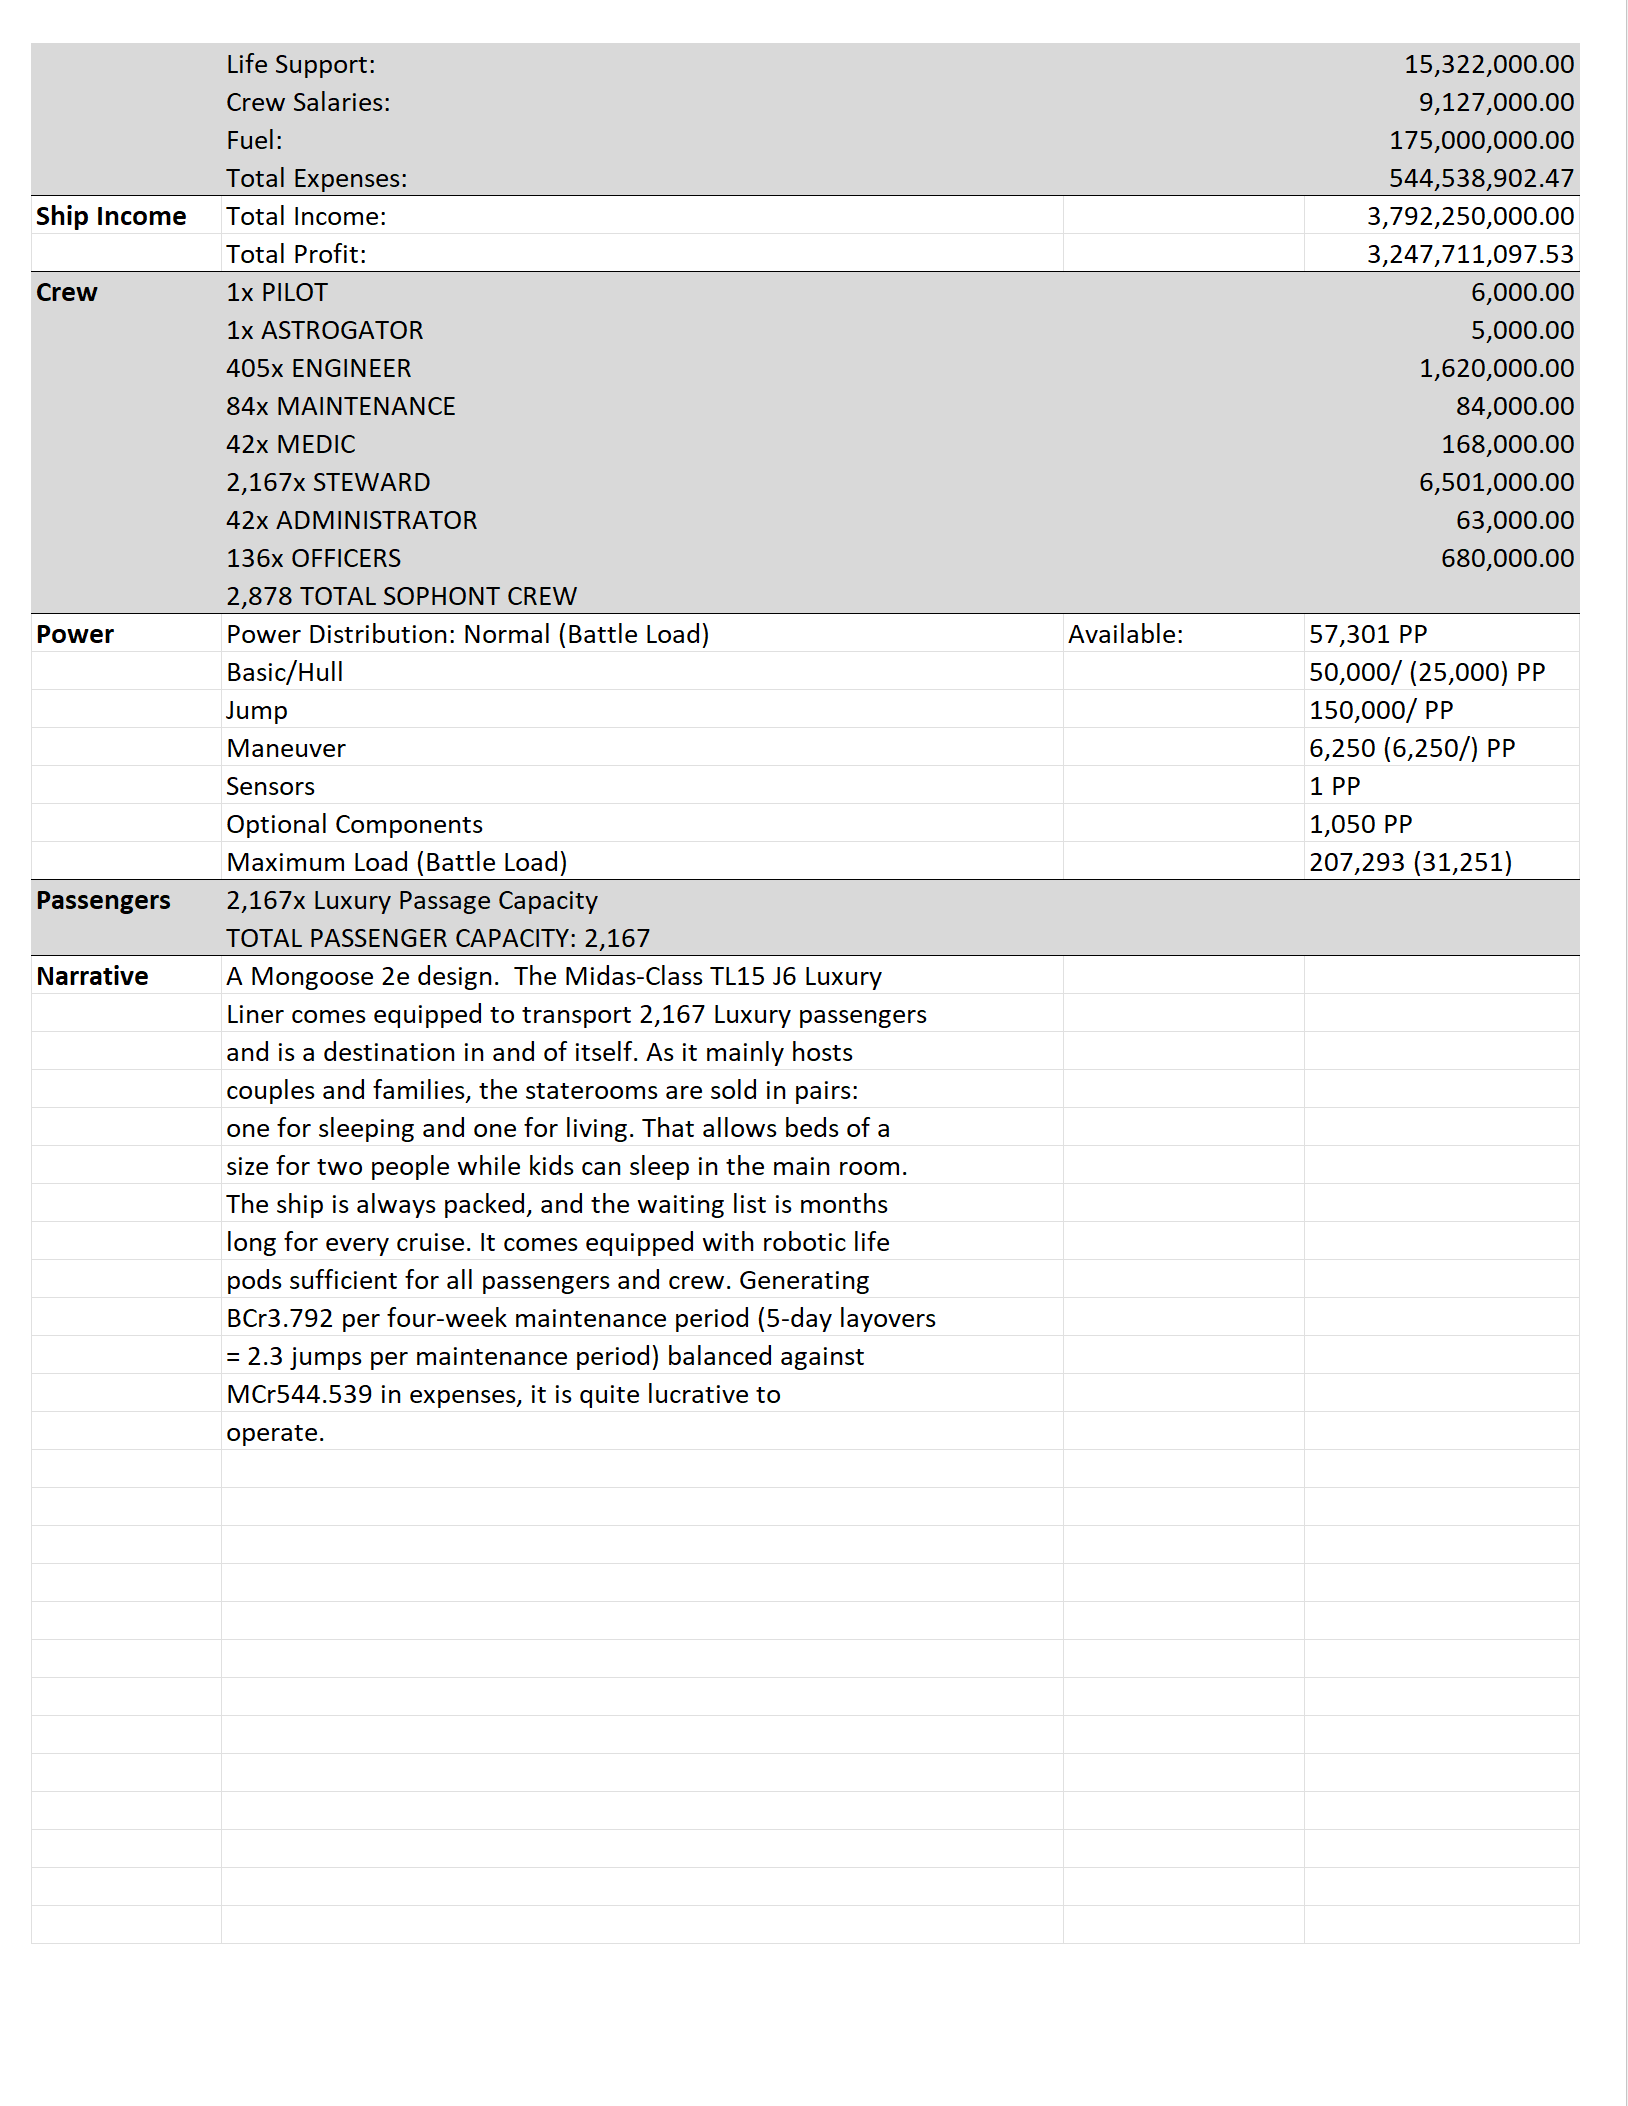 Life Support: 15,322,000.00
Crew Salaries: 9,127,000.00
Fuel: 175,000,000.00
Total Expenses: 544,538,902.47
Ship Income Total Income: 3,792,250,000.00
Total Profit: 3,247,711,097.53
Crew 1x PILOT 6,000.00
1x ASTROGATOR 5,000.00
405x ENGINEER 1,620,000.00
84x MAINTENANCE 84,000.00
42x MEDIC 168,000.00
2,167x STEWARD 6,501,000.00
42x ADMINISTRATOR 63,000.00
136x OFFICERS 680,000.00
2,878 TOTAL SOPHONT CREW
Power Power Distribution: Normal (Battle Load) Available: 57,301 PP
Basic/Hull 50,000/ (25,000) PP
Jump 150,000/ PP
Maneuver 6,250 (6,250/) PP
Sensors 1 PP
Optional Components 1,050 PP
Maximum Load (Battle Load) 207,293 (31,251)
Passengers 2,167x Luxury Passage Capacity
TOTAL PASSENGER CAPACITY: 2,167
Narrative A Mongoose 2e design.  The Midas-Class TL15 J6 Luxury
Liner comes equipped to transport 2,167 Luxury passengers
and is a destination in and of itself. As it mainly hosts
couples and families, the staterooms are sold in pairs:
one for sleeping and one for living. That allows beds of a
size for two people while kids can sleep in the main room.
The ship is always packed, and the waiting list is months
long for every cruise. It comes equipped with robotic life
pods sufficient for all passengers and crew. Generating
BCr3.792 per four-week maintenance period (5-day layovers
= 2.3 jumps per maintenance period) balanced against
MCr544.539 in expenses, it is quite lucrative to
operate.